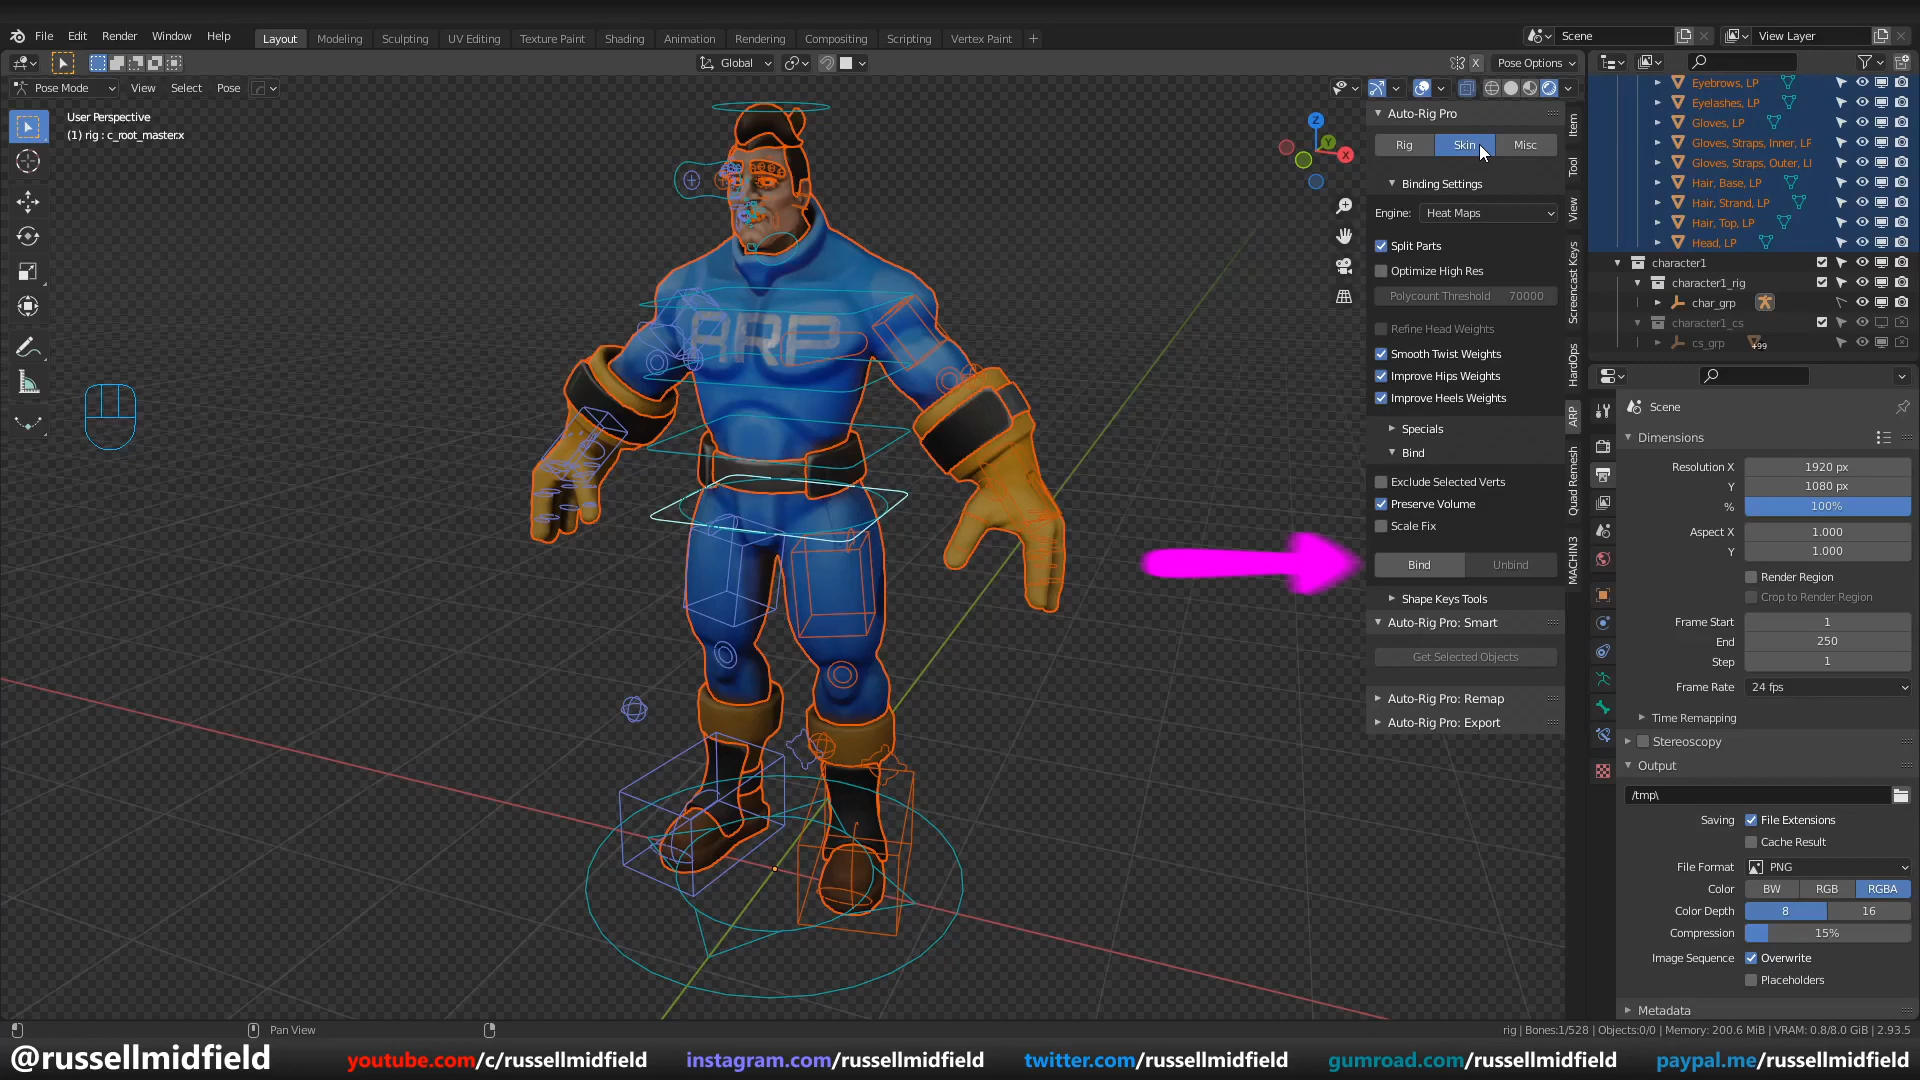 File Edit Render Window Help Layout Modeling Sculpting UV Editing Texture Paint Shading Animation Rendering Compositing Scripting Vertex Paint + Scene View Layer
Global Pose Options X
Pose Mode View Select Pose
User Perspective
(1) rig : c_root_master.x
ARP
Z
Y
X
Auto-Rig Pro
Rig Skin Misc
Binding Settings
Engine: Heat Maps
Split Parts
Optimize High Res
Polycount Threshold 70000
Refine Head Weights
Smooth Twist Weights
Improve Hips Weights
Improve Heels Weights
Specials
Bind
Exclude Selected Verts
Preserve Volume
Scale Fix
Bind Unbind
Shape Keys Tools
Auto-Rig Pro: Smart
Get Selected Objects
Auto-Rig Pro: Remap
Auto-Rig Pro: Export
Item
Tool
View
Screencast Keys
HardOps
ARP
Quad Remesh
MACHIN3
Eyebrows, LP
Eyelashes, LP
Gloves, LP
Gloves, Straps, Inner, LP
Gloves, Straps, Outer, LI
Hair, Base, LP
Hair, Strand, LP
Hair, Top, LP
Head, LP
character1
character1_rig
char_grp
character1_cs
cs_grp +99
Scene
Dimensions
Resolution X 1920 px
Y 1080 px
% 100%
Aspect X 1.000
Y 1.000
Render Region
Crop to Render Region
Frame Start 1
End 250
Step 1
Frame Rate 24 fps
Time Remapping
Stereoscopy
Output
/tmp\
Saving File Extensions
Cache Result
File Format PNG
Color BW RGB RGBA
Color Depth 8 16
Compression 15%
Image Sequence Overwrite
Placeholders
Metadata
Pan View
rig | Bones:1/528 | Objects:0/0 | Memory: 200.6 MiB | VRAM: 0.8/8.0 GiB | 2.93.5
@russellmidfield youtube.com/c/russellmidfield instagram.com/russellmidfield twitter.com/russellmidfield gumroad.com/russellmidfield paypal.me/russellmidfield